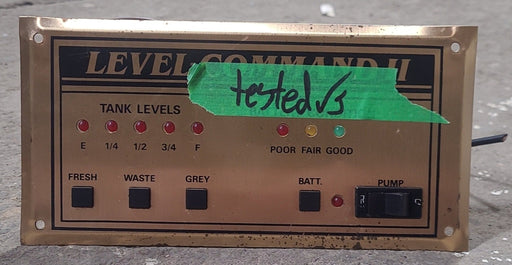 LEVEL COMMAND II
tested √s
TANK LEVELS
E 1/4 1/2 3/4 F
POOR FAIR GOOD
FRESH WASTE GREY BATT. PUMP